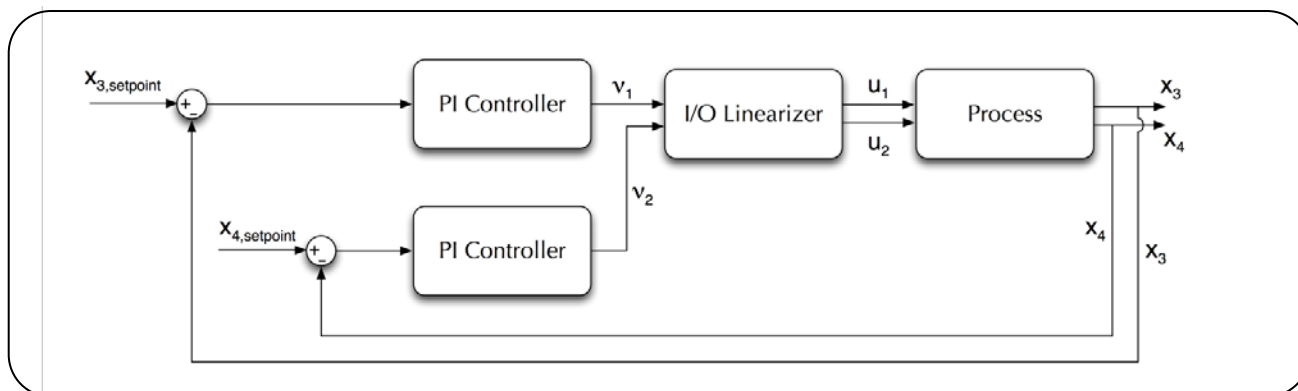 x3,setpoint
+
−
PI Controller
ν1
I/O Linearizer
u1
u2
Process
x3
x4
x4,setpoint
+
−
PI Controller
ν2
x4
x3